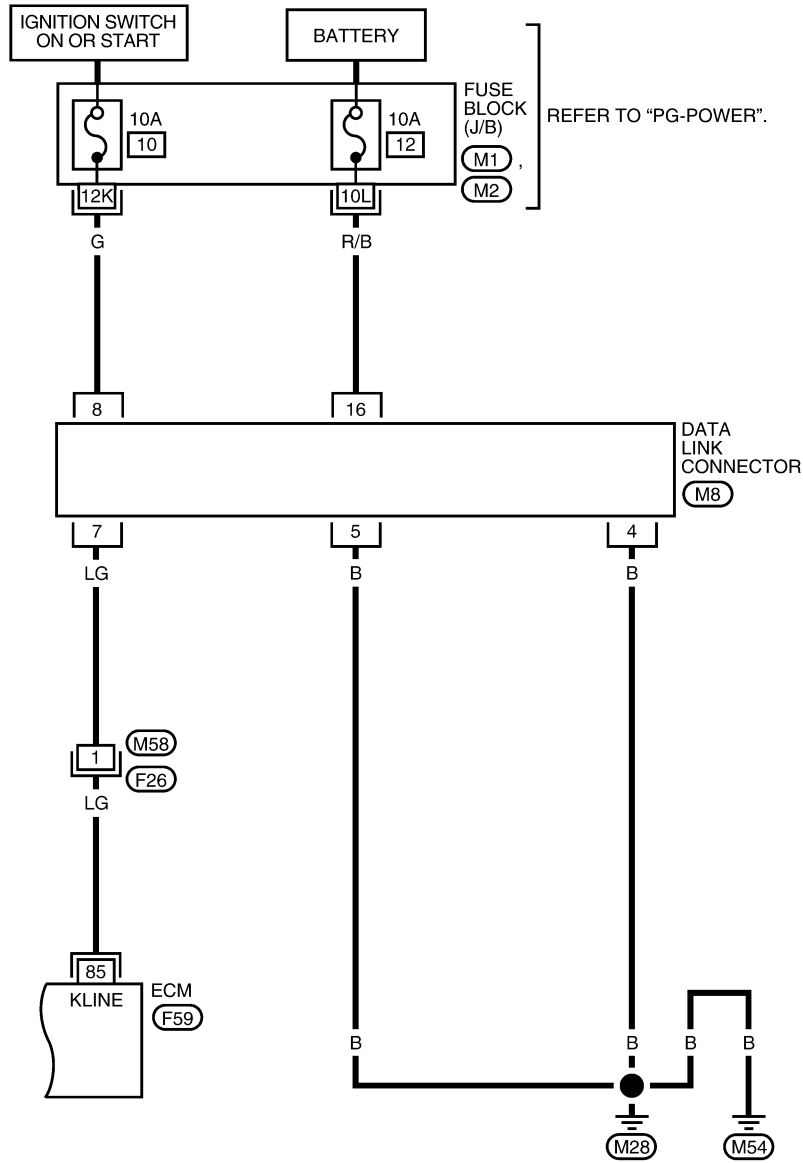 IGNITION SWITCH
ON OR START
BATTERY
10A
10
10A
12
FUSE
BLOCK
(J/B)
M1 ,
M2
REFER TO “PG-POWER”.
12K
10L
G
R/B
8
16
DATA
LINK
CONNECTOR
M8
7
5
4
LG
B
B
1
M58
F26
LG
85
KLINE
ECM
F59
B
B
B
B
M28
M54